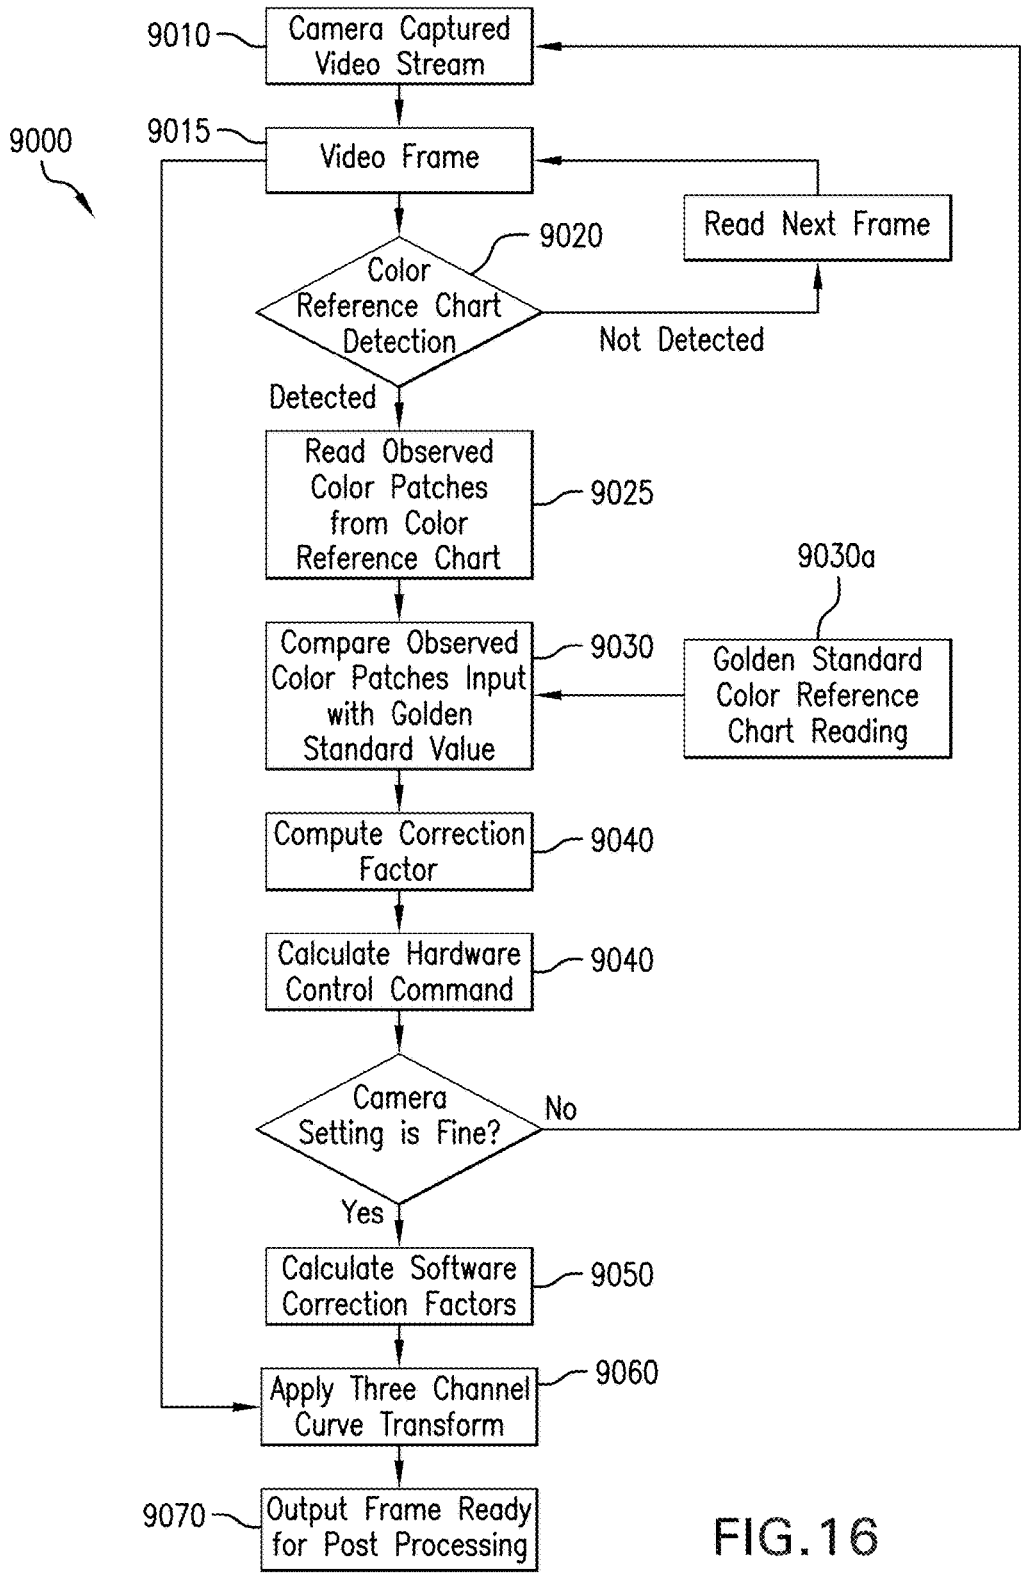 9010
Camera Captured
Video Stream
9000
9015
Video Frame
Read Next Frame
9020
Color
Reference Chart
Detection
Not Detected
Detected
Read Observed
Color Patches
from Color
Reference Chart
9025
9030a
Compare Observed
Color Patches Input
with Golden
Standard Value
9030
Golden Standard
Color Reference
Chart Reading
Compute Correction
Factor
9040
Calculate Hardware
Control Command
9040
Camera
Setting is Fine?
No
Yes
Calculate Software
Correction Factors
9050
Apply Three Channel
Curve Transform
9060
9070
Output Frame Ready
for Post Processing
FIG.16